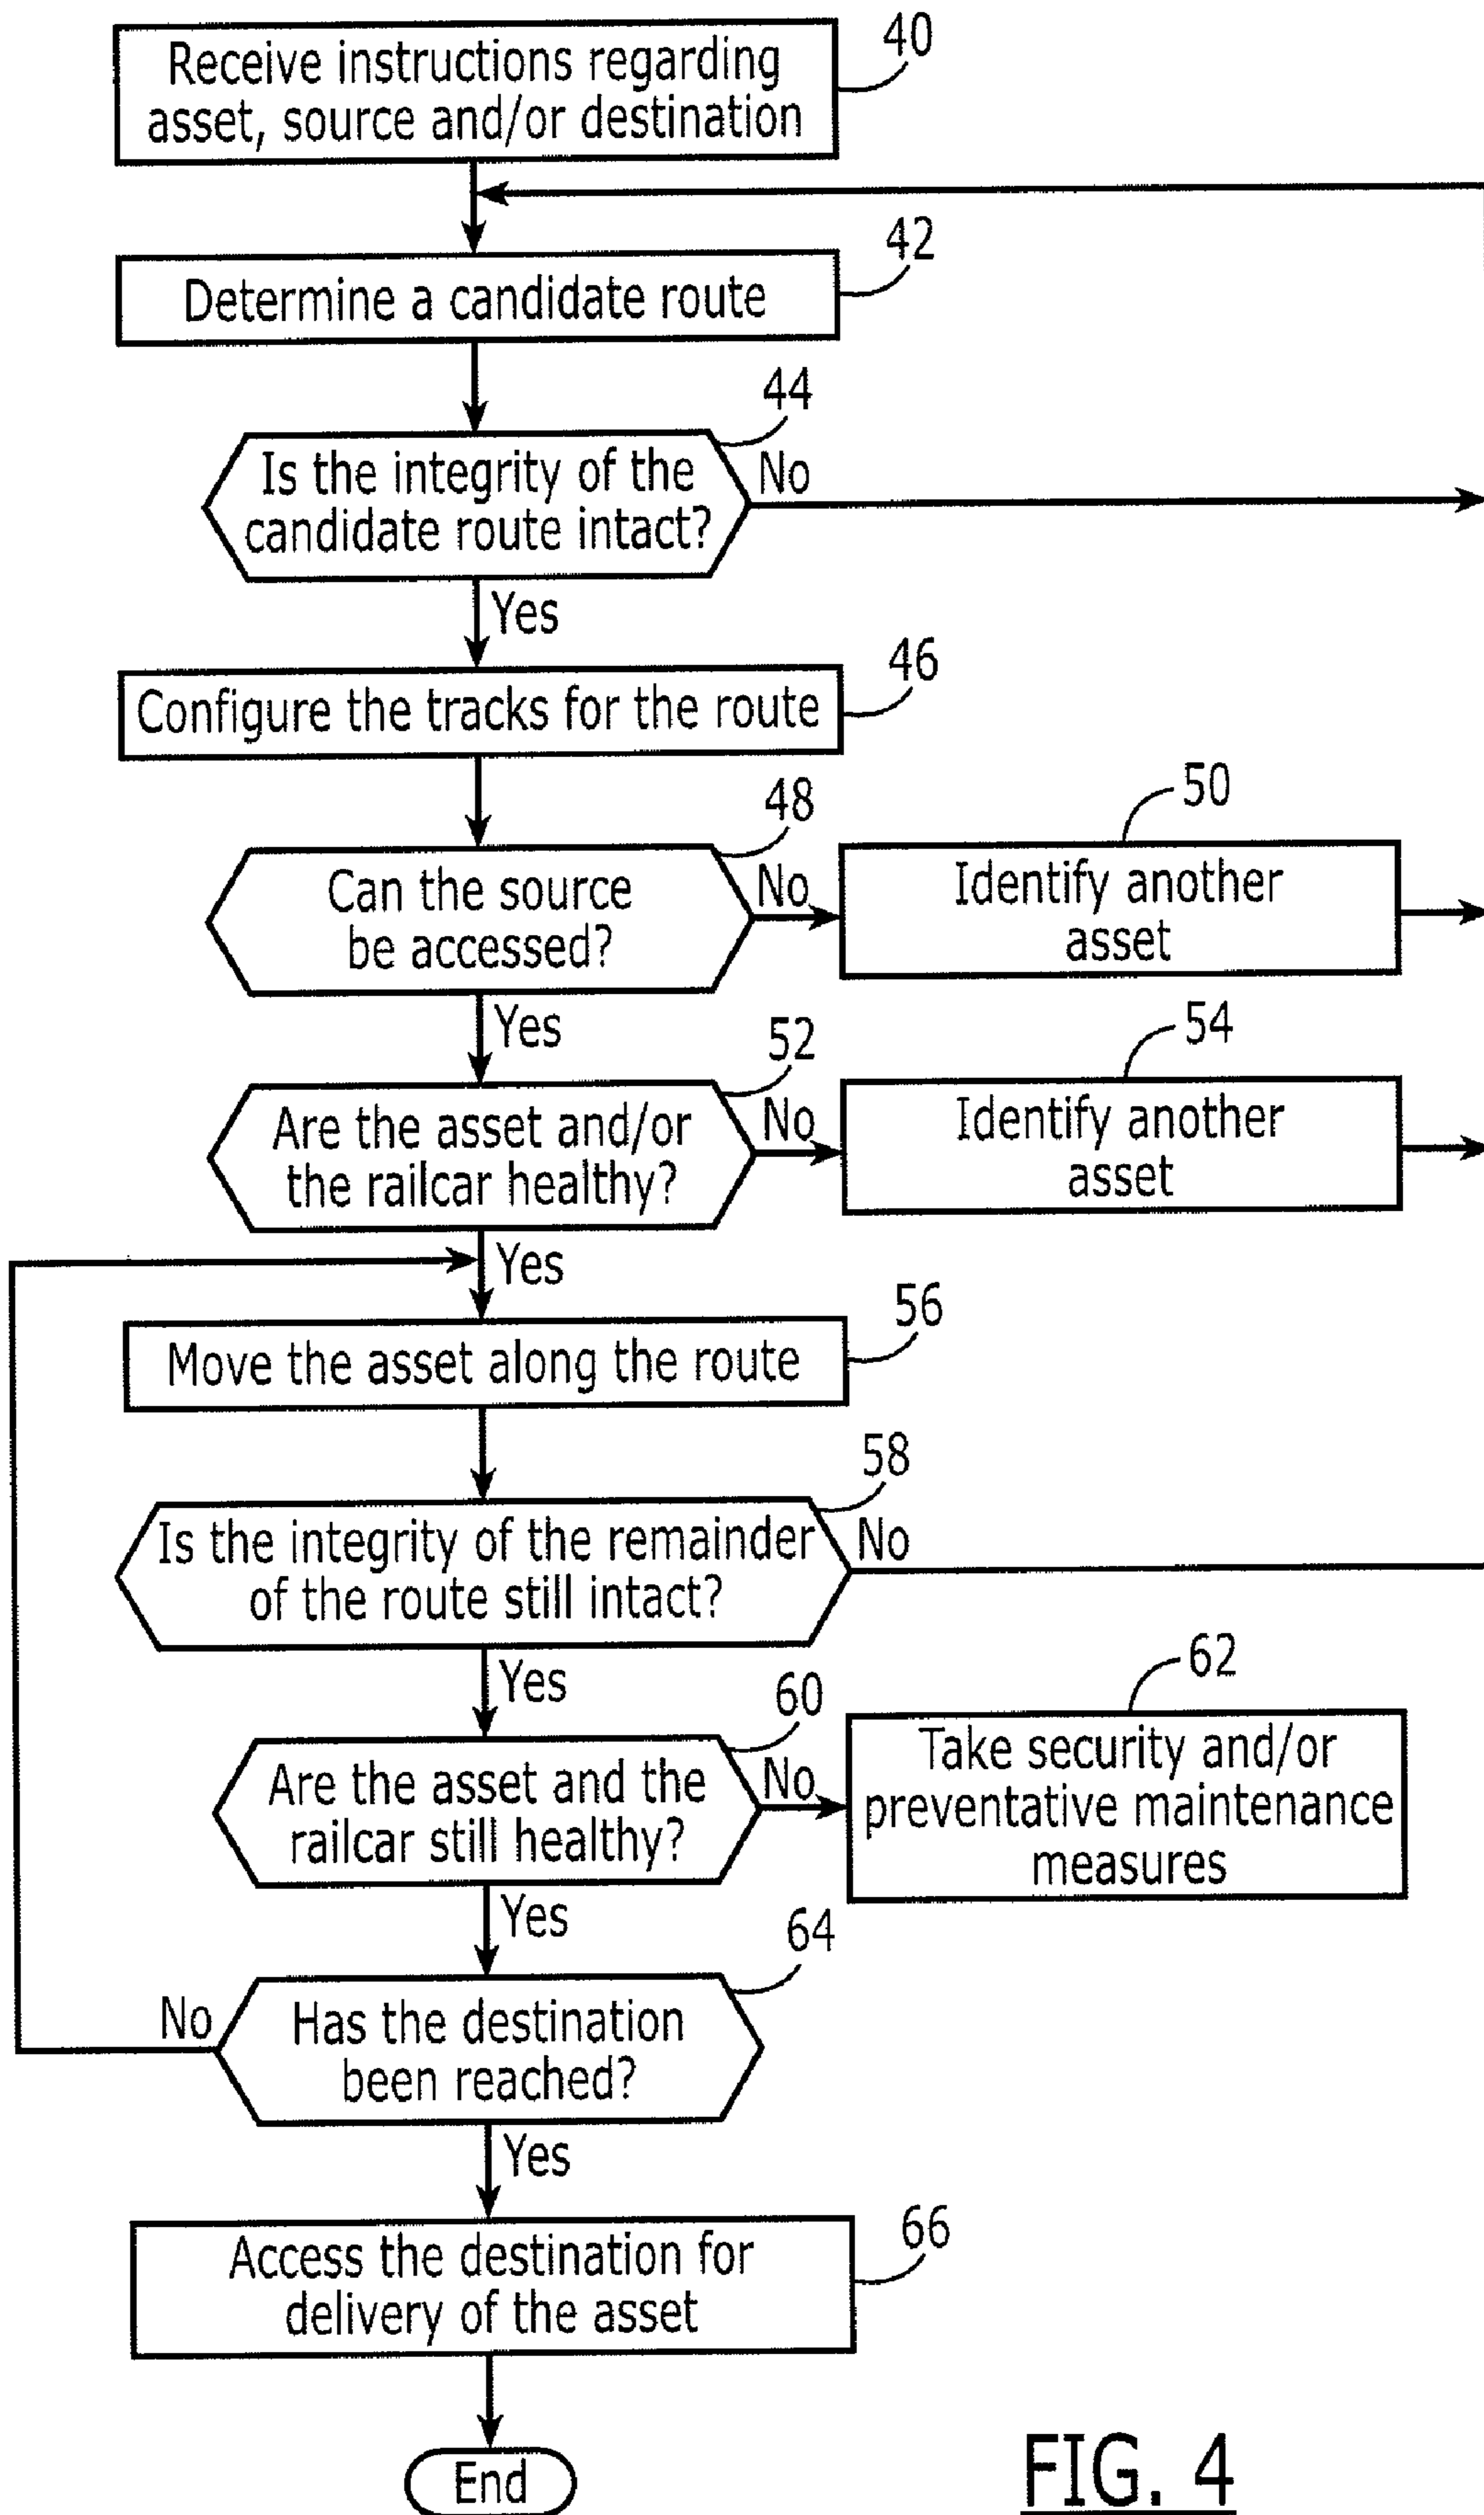 40
Receive instructions regarding
asset, source and/or destination
42
Determine a candidate route
44
Is the integrity of the
candidate route intact?
No
Yes
46
Configure the tracks for the route
48
Can the source
be accessed?
No
50
Identify another
asset
Yes
52
Are the asset and/or
the railcar healthy?
No
54
Identify another
asset
Yes
56
Move the asset along the route
58
Is the integrity of the remainder
of the route still intact?
No
Yes
60
Are the asset and the
railcar still healthy?
No
62
Take security and/or
preventative maintenance
measures
Yes
64
Has the destination
been reached?
No
Yes
66
Access the destination for
delivery of the asset
End
FIG. 4